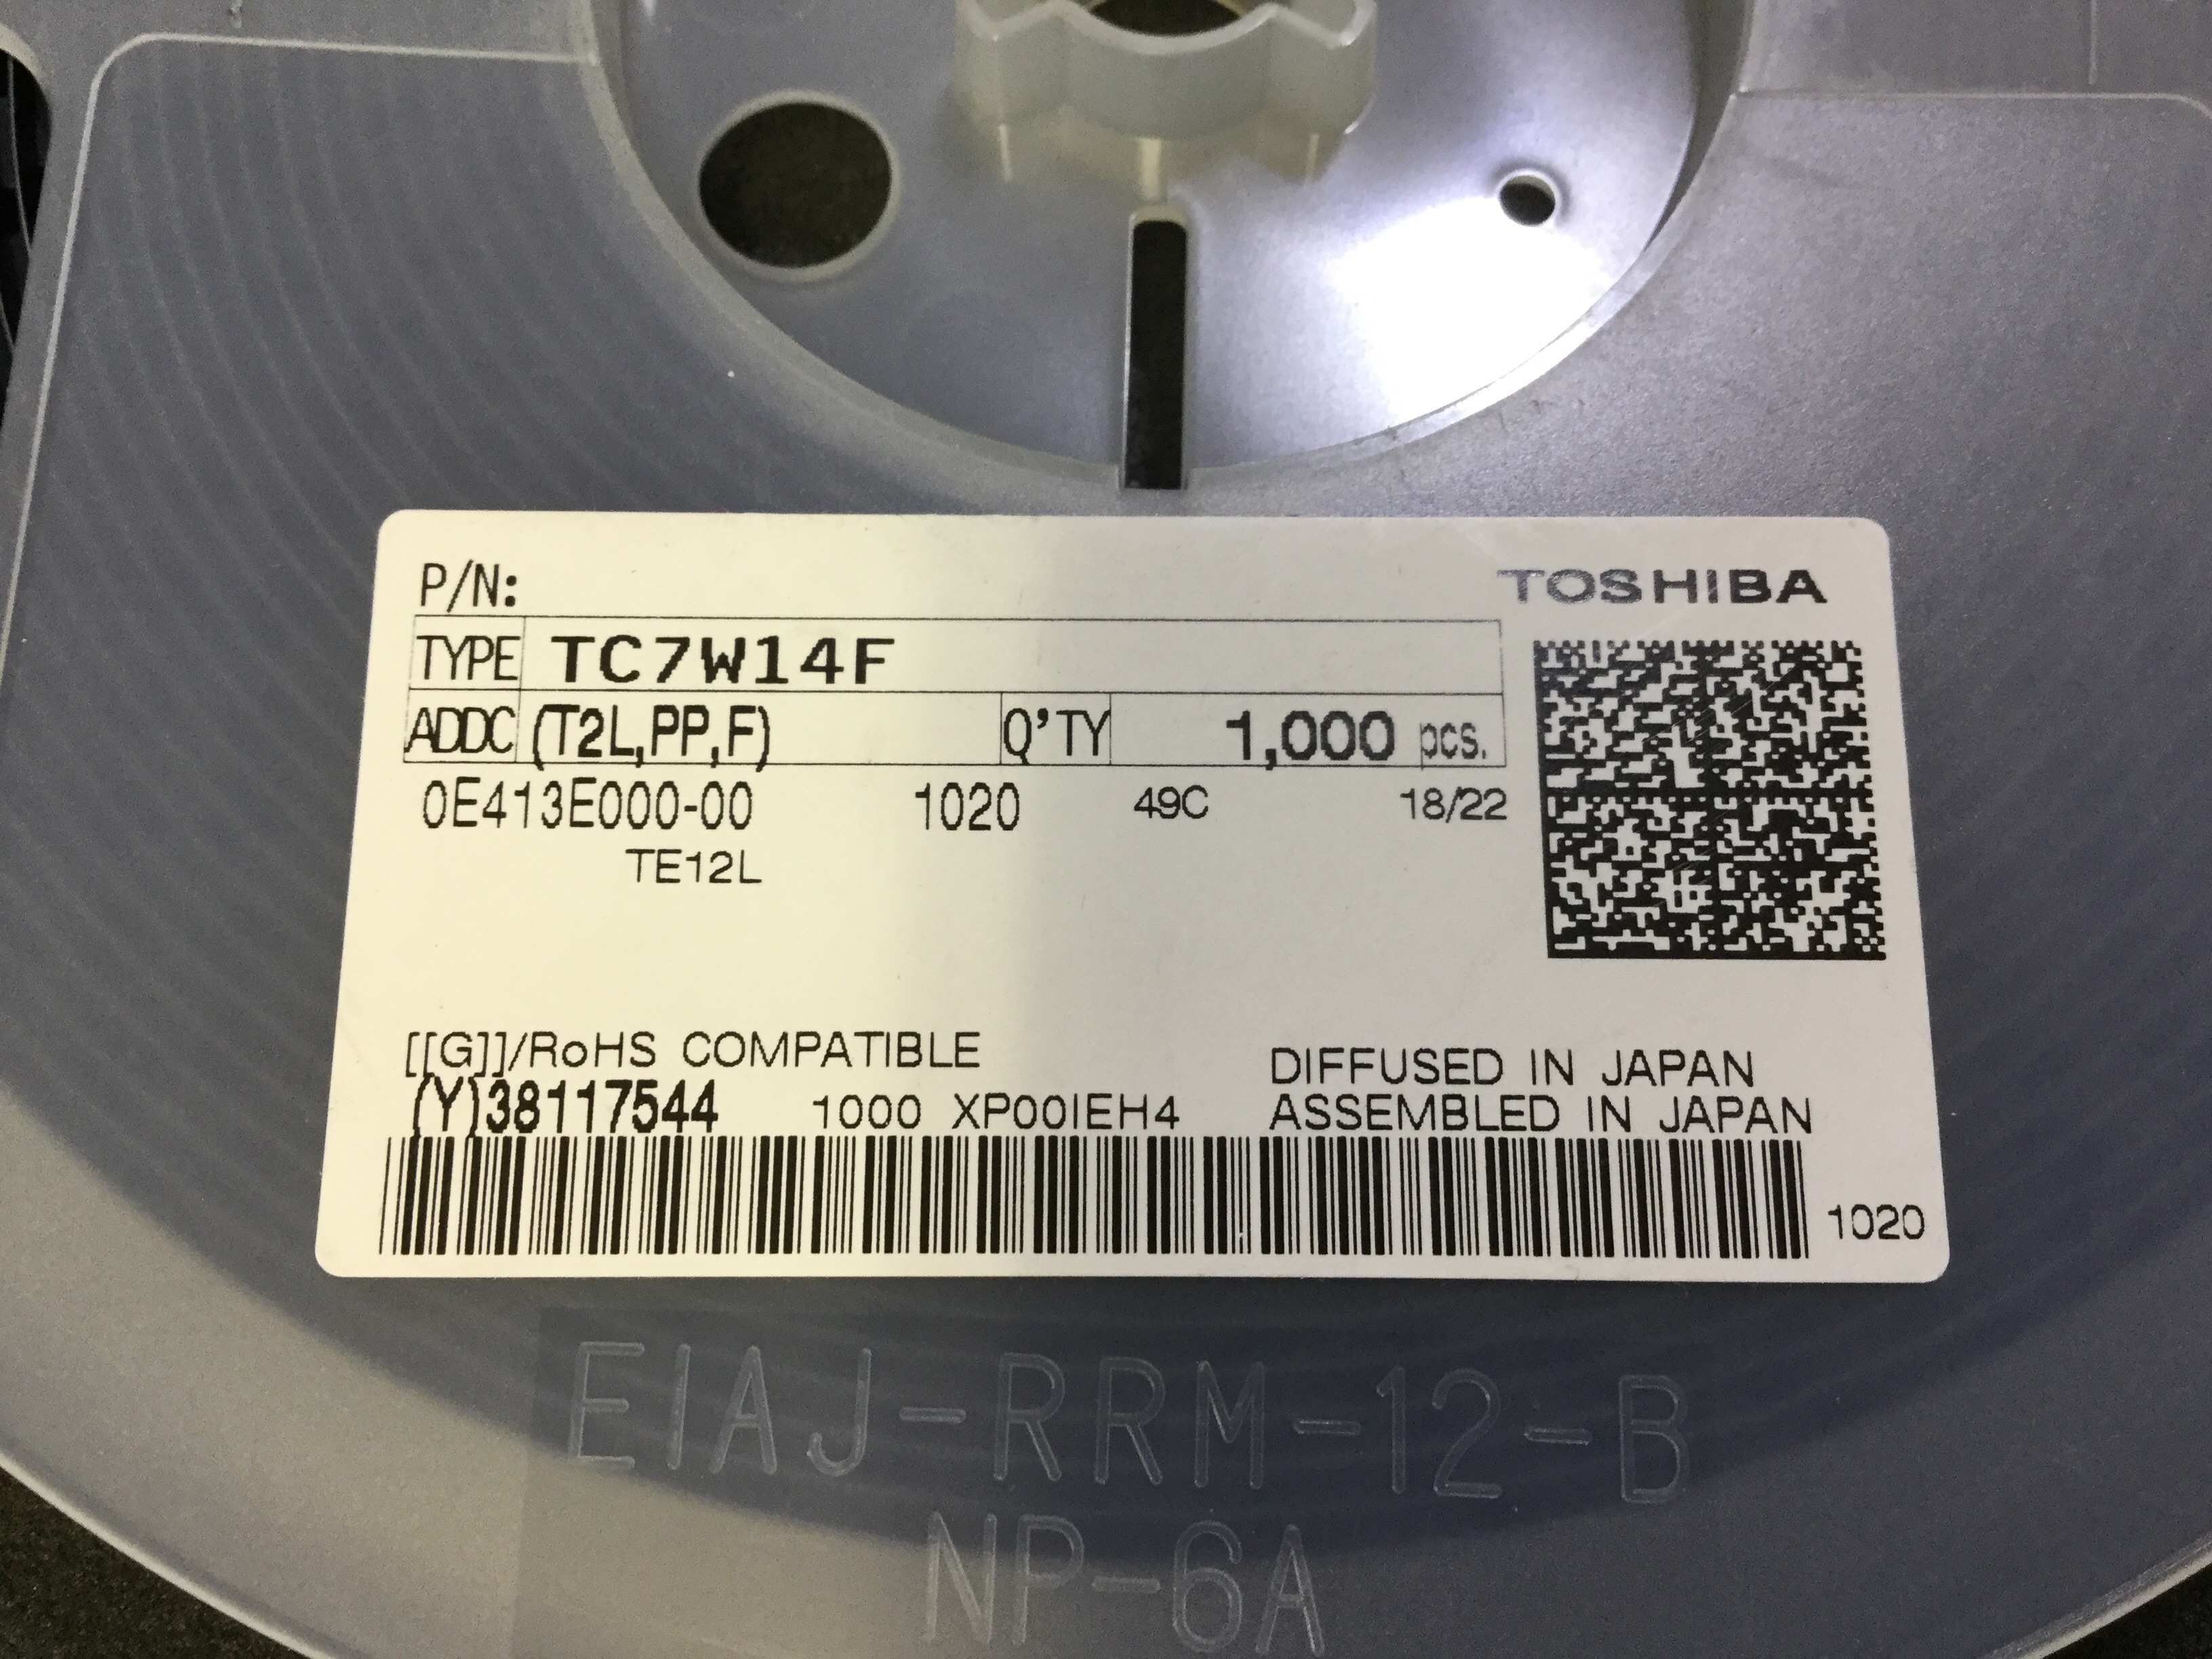 P/N:
TOSHIBA
TYPE TC7W14F
ADDC (T2L,PP,F) Q'TY 1,000 pcs.
0E413E000-00 1020 49C 18/22
TE12L
[[G]]/RoHS COMPATIBLE
DIFFUSED IN JAPAN
(Y)38117544 1000 XP00IEH4
ASSEMBLED IN JAPAN
1020
EIAJ-RRM-12-B
NP-6A